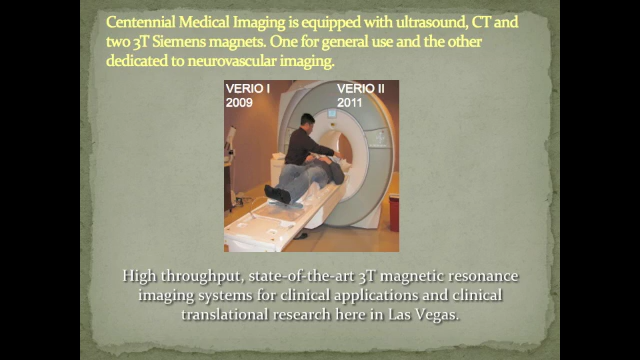 Centennial Medical Imaging is equipped with ultrasound, CT and
two 3T Siemens magnets. One for general use and the other
dedicated to neurovascular imaging.
VERIO I VERIO II
2009 2011
High throughput, state-of-the-art 3T magnetic resonance
imaging systems for clinical applications and clinical
translational research here in Las Vegas.